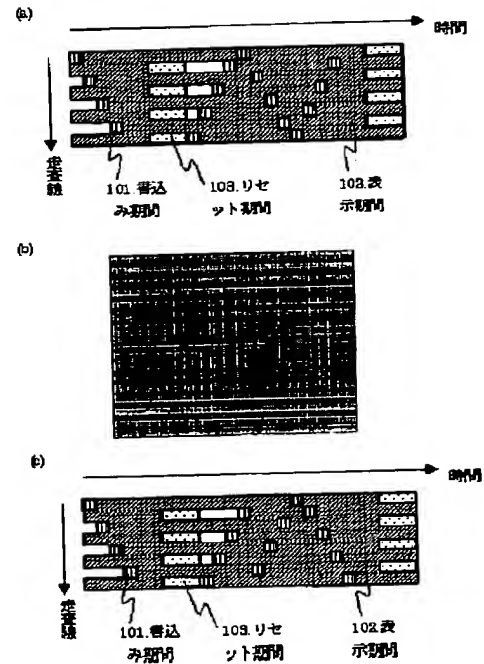 (a)
時間
走査線
101.書込
み期間
103.リセ
ット期間
102.表
示期間
(b)
(c)
時間
走査線
101.書込
み期間
103.リセ
ット期間
102.表
示期間